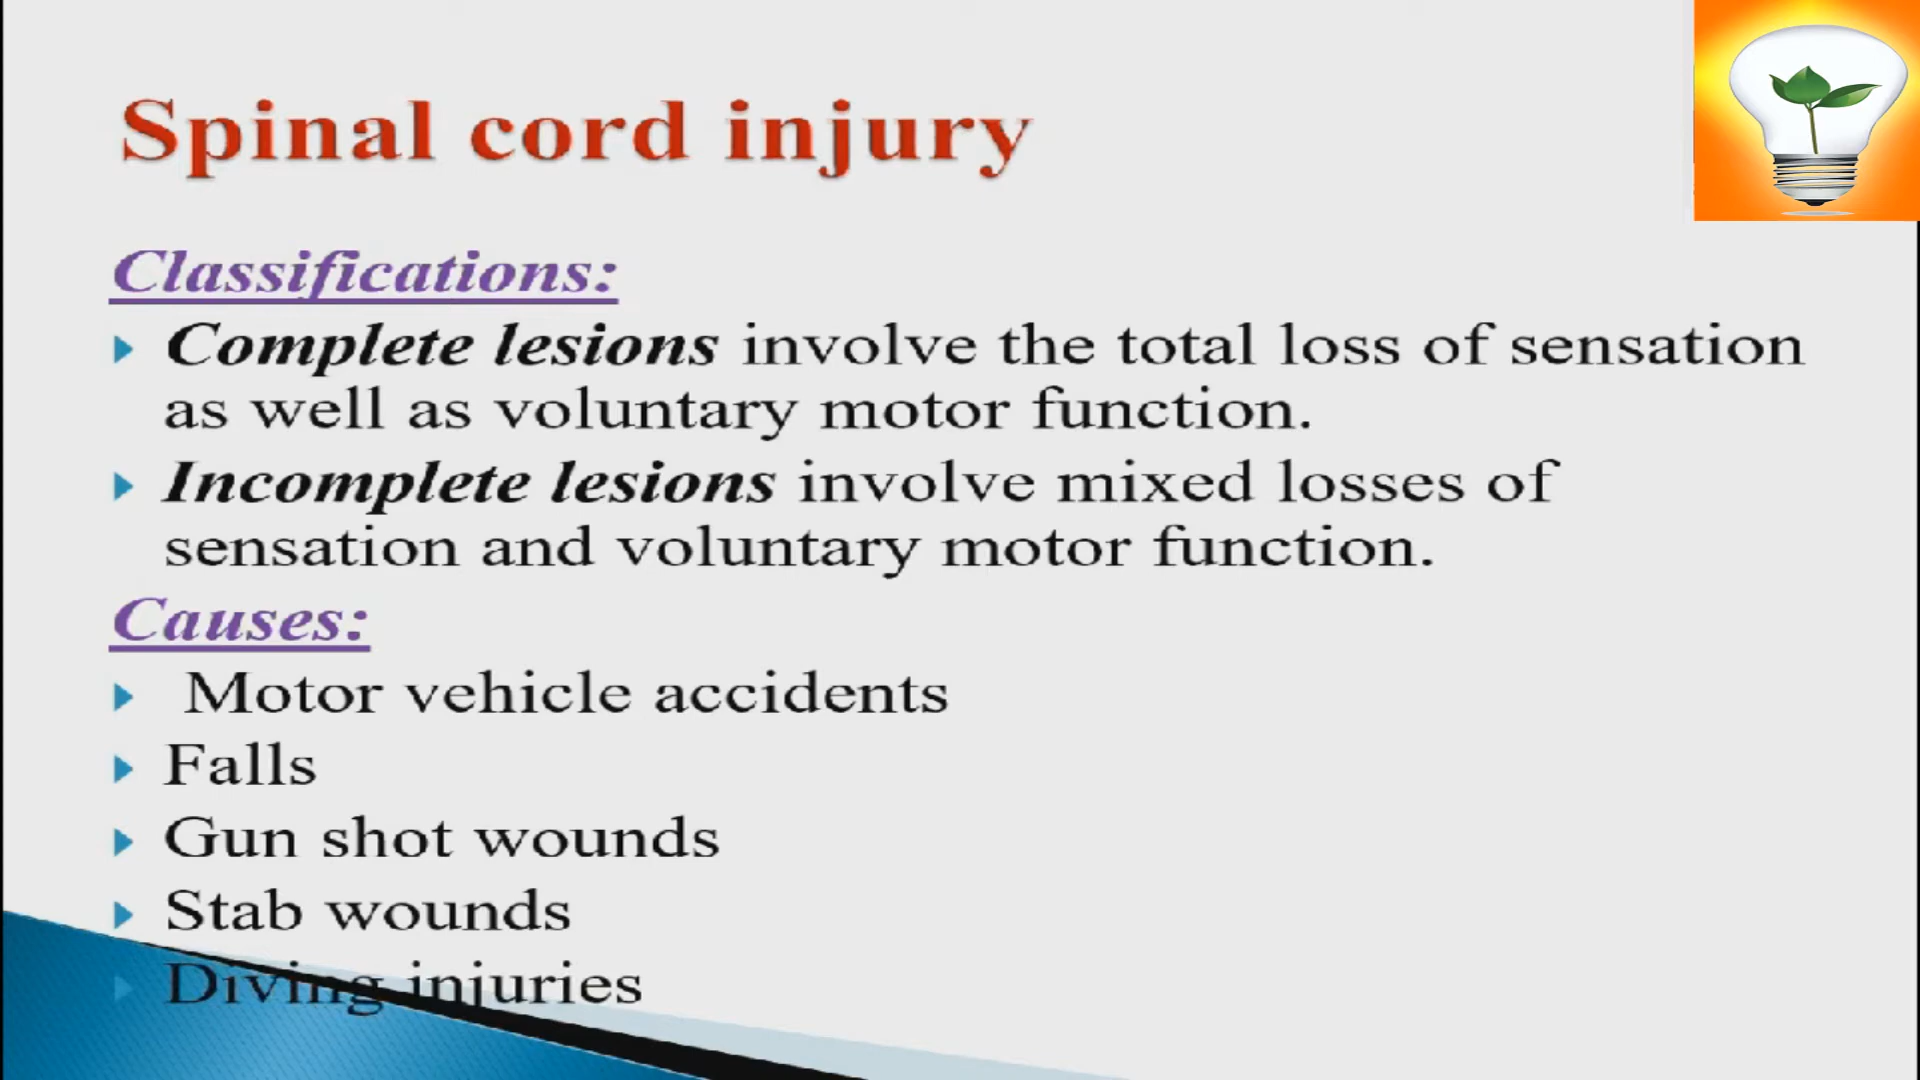 Spinal cord injury
Classifications:
Complete lesions involve the total loss of sensation
as well as voluntary motor function.
Incomplete lesions involve mixed losses of
sensation and voluntary motor function.
Causes:
Motor vehicle accidents
Falls
Gun shot wounds
Stab wounds
Diving injuries